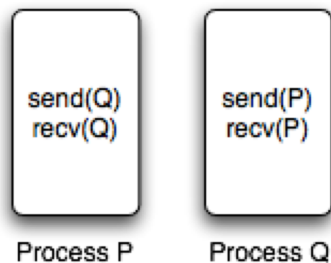 send(Q)
recv(Q)
send(P)
recv(P)
Process P
Process Q